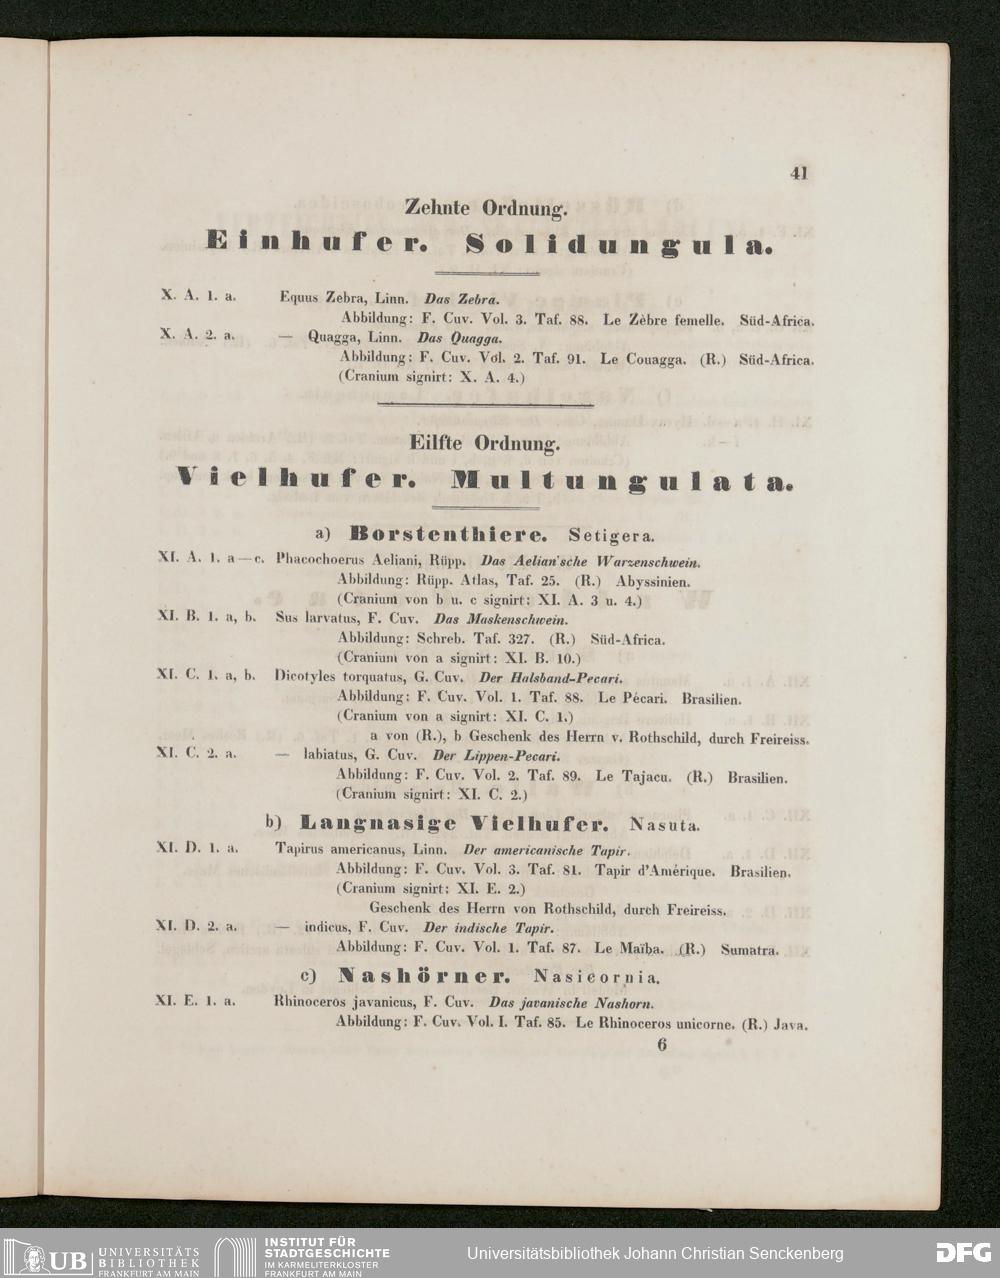 41
Zehnte Ordnung.
Einhufer. Solidungula.
X. A. 1. a. Equus Zebra, Linn. Das Zebra.
Abbildung: F. Cuv. Vol. 3. Taf. 88. Le Zèbre femelle. Süd-Africa.
X. A. 2. a. — Quagga, Linn. Das Quagga.
Abbildung: F. Cuv. Vol. 2. Taf. 91. Le Couagga. (R.) Süd-Africa.
(Cranium signirt: X. A. 4.)
Eilfte Ordnung.
Vielhufer. Multungulata.
a) Borstenthiere. Setigera.
XI. A. 1. a—c. Phacochoerus Aeliani, Rüpp. Das Aelian'sche Warzenschwein.
Abbildung: Rüpp. Atlas, Taf. 25. (R.) Abyssinien.
(Cranium von b u. c signirt: XI. A. 3 u. 4.)
XI. B. 1. a, b. Sus larvatus, F. Cuv. Das Maskenschwein.
Abbildung: Schreb. Taf. 327. (R.) Süd-Africa.
(Cranium von a signirt: XI. B. 10.)
XI. C. 1. a, b. Dicotyles torquatus, G. Cuv. Der Halsband-Pecari.
Abbildung: F. Cuv. Vol. 1. Taf. 88. Le Pécari. Brasilien.
(Cranium von a signirt: XI. C. 1.)
a von (R.), b Geschenk des Herrn v. Rothschild, durch Freireiss.
XI. C. 2. a. — labiatus, G. Cuv. Der Lippen-Pecari.
Abbildung: F. Cuv. Vol. 2. Taf. 89. Le Tajacu. (R.) Brasilien.
(Cranium signirt: XI. C. 2.)
b) Langnasige Vielhufer. Nasuta.
XI. D. 1. a. Tapirus americanus, Linn. Der americanische Tapir.
Abbildung: F. Cuv. Vol. 3. Taf. 81. Tapir d'Amérique. Brasilien.
(Cranium signirt: XI. E. 2.)
Geschenk des Herrn von Rothschild, durch Freireiss.
XI. D. 2. a. — indicus, F. Cuv. Der indische Tapir.
Abbildung: F. Cuv. Vol. 1. Taf. 87. Le Maïba. (R.) Sumatra.
c) Nashörner. Nasicornia.
XI. E. 1. a. Rhinoceros javanicus, F. Cuv. Das javanische Nashorn.
Abbildung: F. Cuv. Vol. I. Taf. 85. Le Rhinoceros unicorne. (R.) Java.
6
UB UNIVERSITÄTS BIBLIOTHEK FRANKFURT AM MAIN
INSTITUT FÜR STADTGESCHICHTE IM KARMELITERKLOSTER FRANKFURT AM MAIN
Universitätsbibliothek Johann Christian Senckenberg
DFG